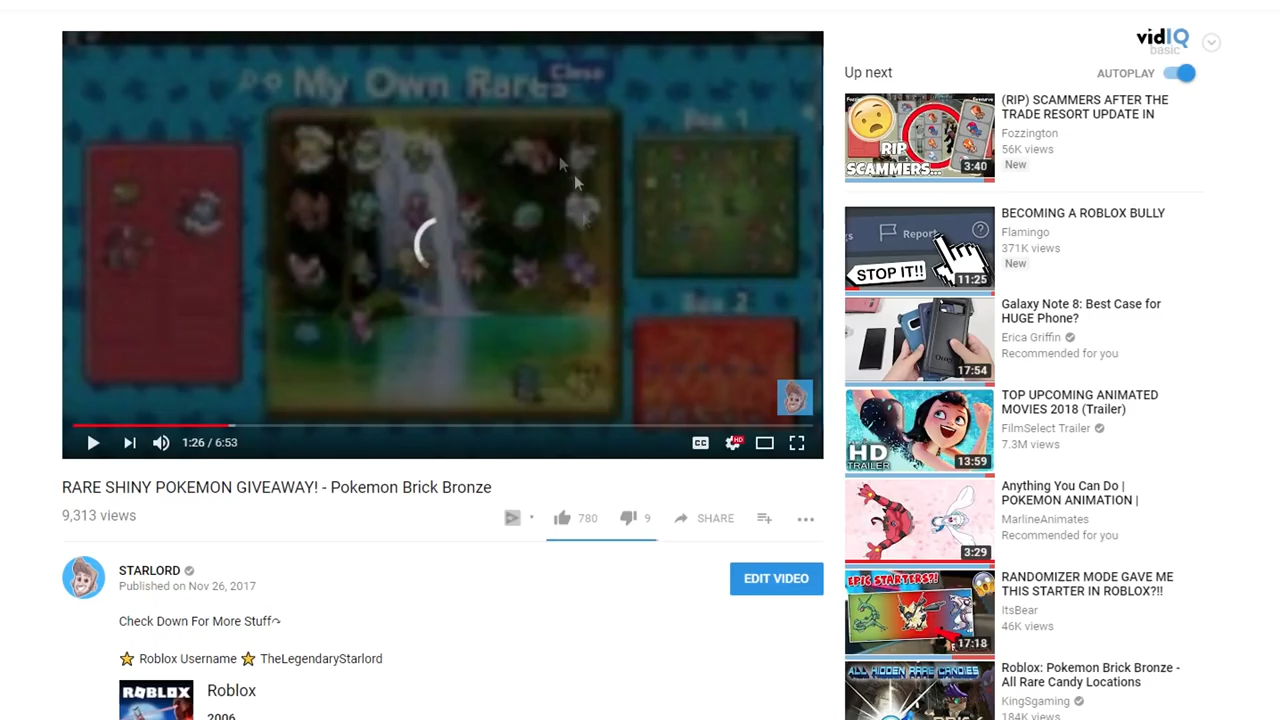 My Own Rares
Close
Box 1
Box 2
1:26 / 6:53
CC
HD
RARE SHINY POKEMON GIVEAWAY! - Pokemon Brick Bronze
9,313 views
780
9
SHARE
STARLORD
Published on Nov 26, 2017
EDIT VIDEO
Check Down For More Stuff
Roblox Username ⭐ TheLegendaryStarlord
ROBLOX
Roblox
2006
vidIQ
basic
Up next
AUTOPLAY
RIP
SCAMMERS...
3:40
(RIP) SCAMMERS AFTER THE
TRADE RESORT UPDATE IN
Fozzington
56K views
New
Report
STOP IT!!
11:25
BECOMING A ROBLOX BULLY
Flamingo
371K views
New
17:54
Galaxy Note 8: Best Case for
HUGE Phone?
Erica Griffin
Recommended for you
HD
TRAILER
13:59
TOP UPCOMING ANIMATED
MOVIES 2018 (Trailer)
FilmSelect Trailer
7.3M views
3:29
Anything You Can Do |
POKEMON ANIMATION |
MarlineAnimates
Recommended for you
EPIC STARTERS?!
17:18
RANDOMIZER MODE GAVE ME
THIS STARTER IN ROBLOX?!!
ItsBear
46K views
ALL HIDDEN RARE CANDIES
Roblox: Pokemon Brick Bronze -
All Rare Candy Locations
KingSgaming
184K views